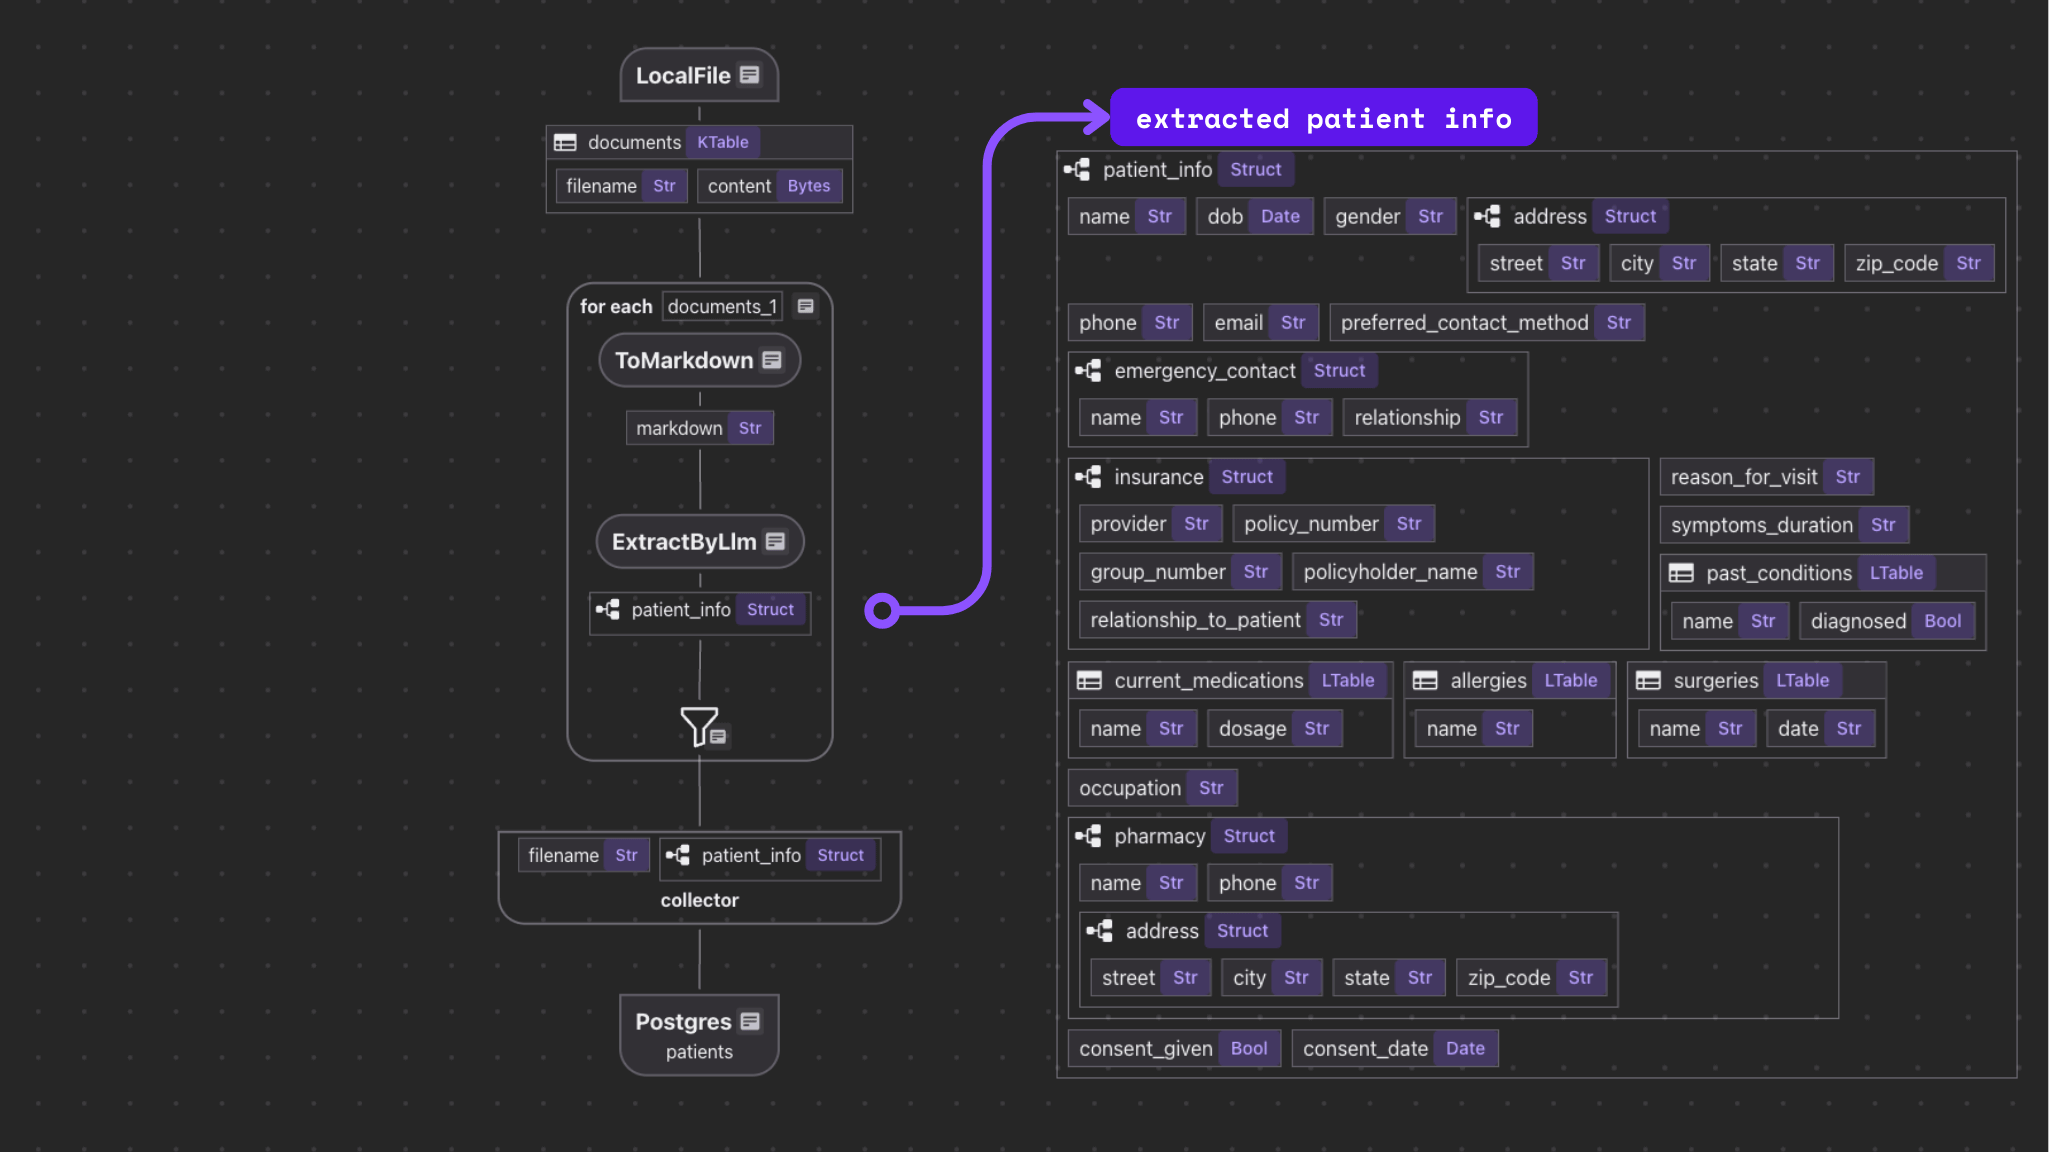 LocalFile
documents KTable
filename Str content Bytes
for each documents_1
ToMarkdown
markdown Str
ExtractByLlm
patient_info Struct
filename Str patient_info Struct
collector
Postgres
patients
extracted patient info
patient_info Struct
name Str dob Date gender Str address Struct
street Str city Str state Str zip_code Str
phone Str email Str preferred_contact_method Str
emergency_contact Struct
name Str phone Str relationship Str
insurance Struct
provider Str policy_number Str
group_number Str policyholder_name Str
relationship_to_patient Str
reason_for_visit Str
symptoms_duration Str
past_conditions LTable
name Str diagnosed Bool
current_medications LTable
name Str dosage Str
allergies LTable
name Str
surgeries LTable
name Str date Str
occupation Str
pharmacy Struct
name Str phone Str
address Struct
street Str city Str state Str zip_code Str
consent_given Bool consent_date Date